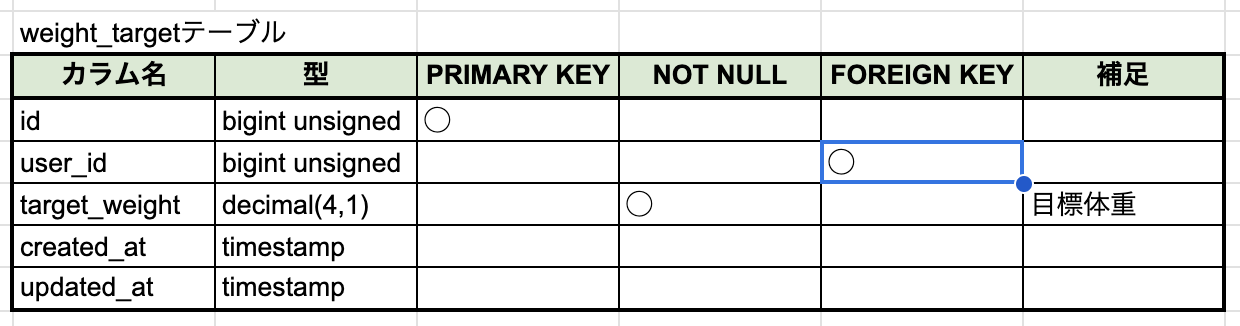 weight_targetテーブル
カラム名 型 PRIMARY KEY NOT NULL FOREIGN KEY 補足
id bigint unsigned ◯
user_id bigint unsigned ◯
target_weight decimal(4,1) ◯ 目標体重
created_at timestamp
updated_at timestamp